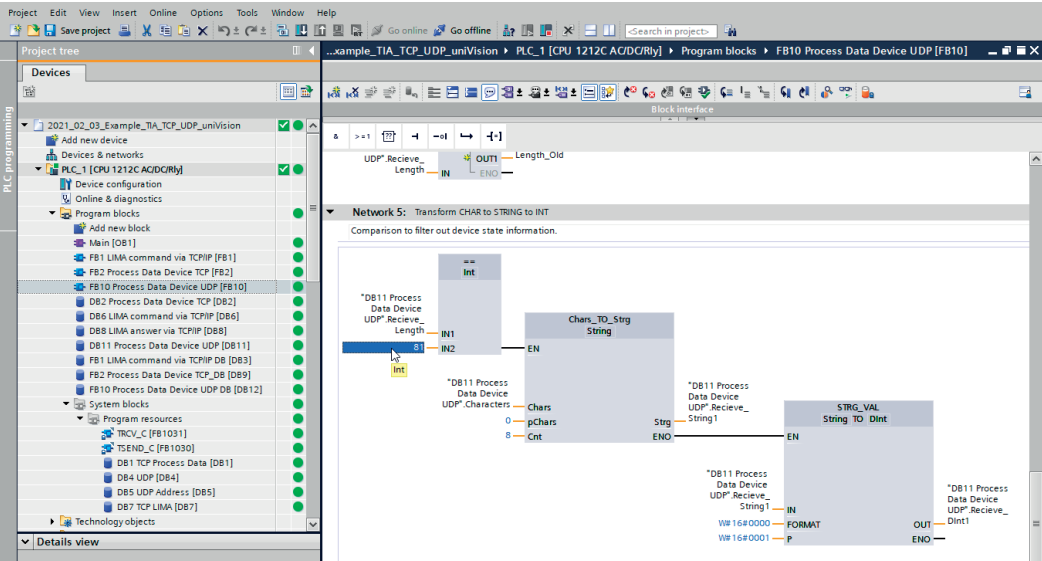 Project Edit View Insert Online Options Tools Window Help
Save project Go online Go offline <Search in project>
Project tree
...xample_TIA_TCP_UDP_uniVision PLC_1 [CPU 1212C AC/DC/Rly] Program blocks FB10 Process Data Device UDP [FB10]
Devices
PLC programming
Block interface
2021_02_03_Example_TIA_TCP_UDP_uniVision
Add new device
Devices & networks
PLC_1 [CPU 1212C AC/DC/Rly]
Device configuration
Online & diagnostics
Program blocks
Add new block
Main [OB1]
FB1 LIMA command via TCP/IP [FB1]
FB2 Process Data Device TCP [FB2]
FB10 Process Data Device UDP [FB10]
DB2 Process Data Device TCP [DB2]
DB6 LIMA command via TCP/IP [DB6]
DB8 LIMA answer via TCP/IP [DB8]
DB11 Process Data Device UDP [DB11]
FB1 LIMA command via TCP/IP DB [DB3]
FB2 Process Data Device TCP_DB [DB9]
FB10 Process Data Device UDP DB [DB12]
System blocks
Program resources
TRCV_C [FB1031]
TSEND_C [FB1030]
DB1 TCP Process Data [DB1]
DB4 UDP [DB4]
DB5 UDP Address [DB5]
DB7 TCP LIMA [DB7]
Technology objects
Details view
& >=1 ??
UDP".Recieve_
Length IN
OUT1 Length_Old
ENO
Network 5: Transform CHAR to STRING to INT
Comparison to filter out device state information.
==
Int
"DB11 Process
Data Device
UDP".Recieve_
Length IN1
8 IN2
Int
Chars_TO_Strg
String
EN
"DB11 Process
Data Device
UDP".Characters Chars
0 pChars
8 Cnt
Strg
ENO
"DB11 Process
Data Device
UDP".Recieve_
String1
STRG_VAL
String TO DInt
EN
"DB11 Process
Data Device
UDP".Recieve_
String1 IN
W#16#0000 FORMAT
W#16#0001 P
OUT
ENO
"DB11 Process
Data Device
UDP".Recieve_
DInt1